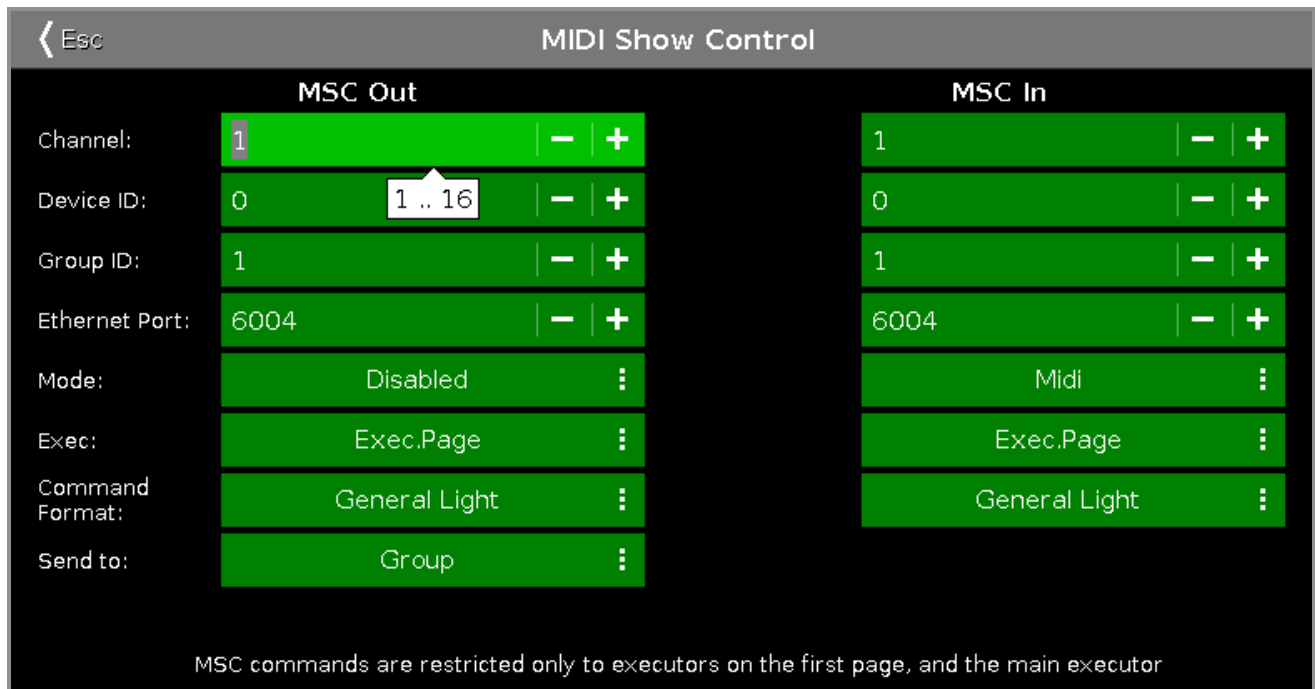 Esc
MIDI Show Control
MSC Out MSC In
Channel: 1 − + 1 − +
Device ID: 0 1 .. 16 − + 0 − +
Group ID: 1 − + 1 − +
Ethernet Port: 6004 − + 6004 − +
Mode: Disabled Midi
Exec: Exec.Page Exec.Page
Command
Format: General Light General Light
Send to: Group
MSC commands are restricted only to executors on the first page, and the main executor